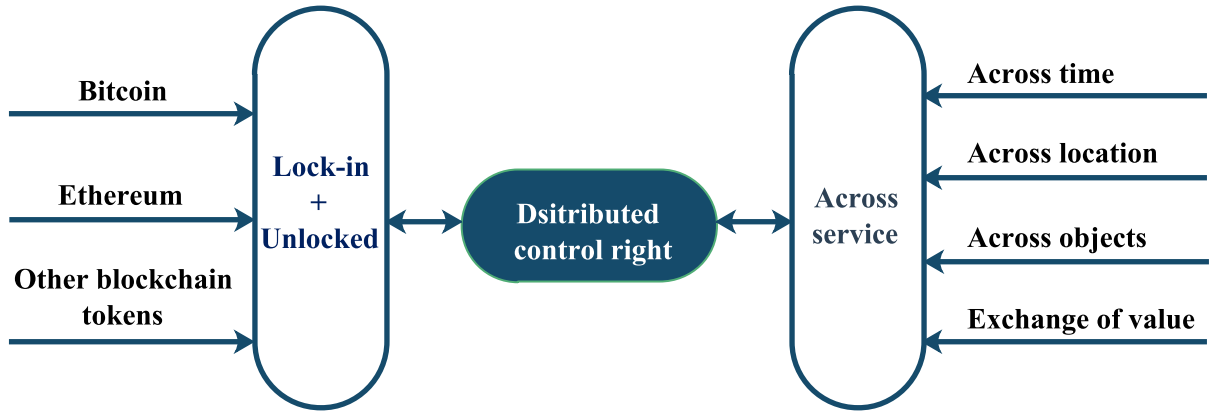 Bitcoin
Ethereum
Other blockchain
tokens
Lock-in
+
Unlocked
Dsitributed
control right
Across
service
Across time
Across location
Across objects
Exchange of value